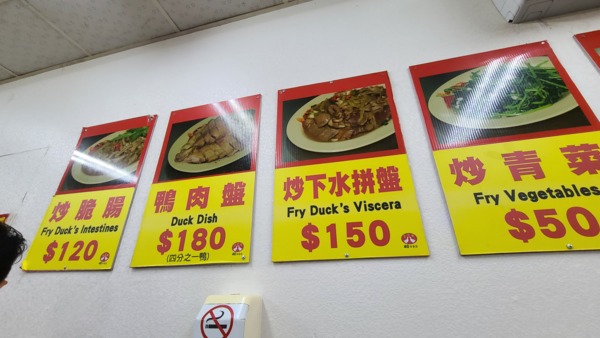 炒脆腸
Fry Duck's Intestines
$120
鴨肉盤
Duck Dish
$180
(四分之一鴨)
炒下水拼盤
Fry Duck's Viscera
$150
炒青菜
Fry Vegetables
$50